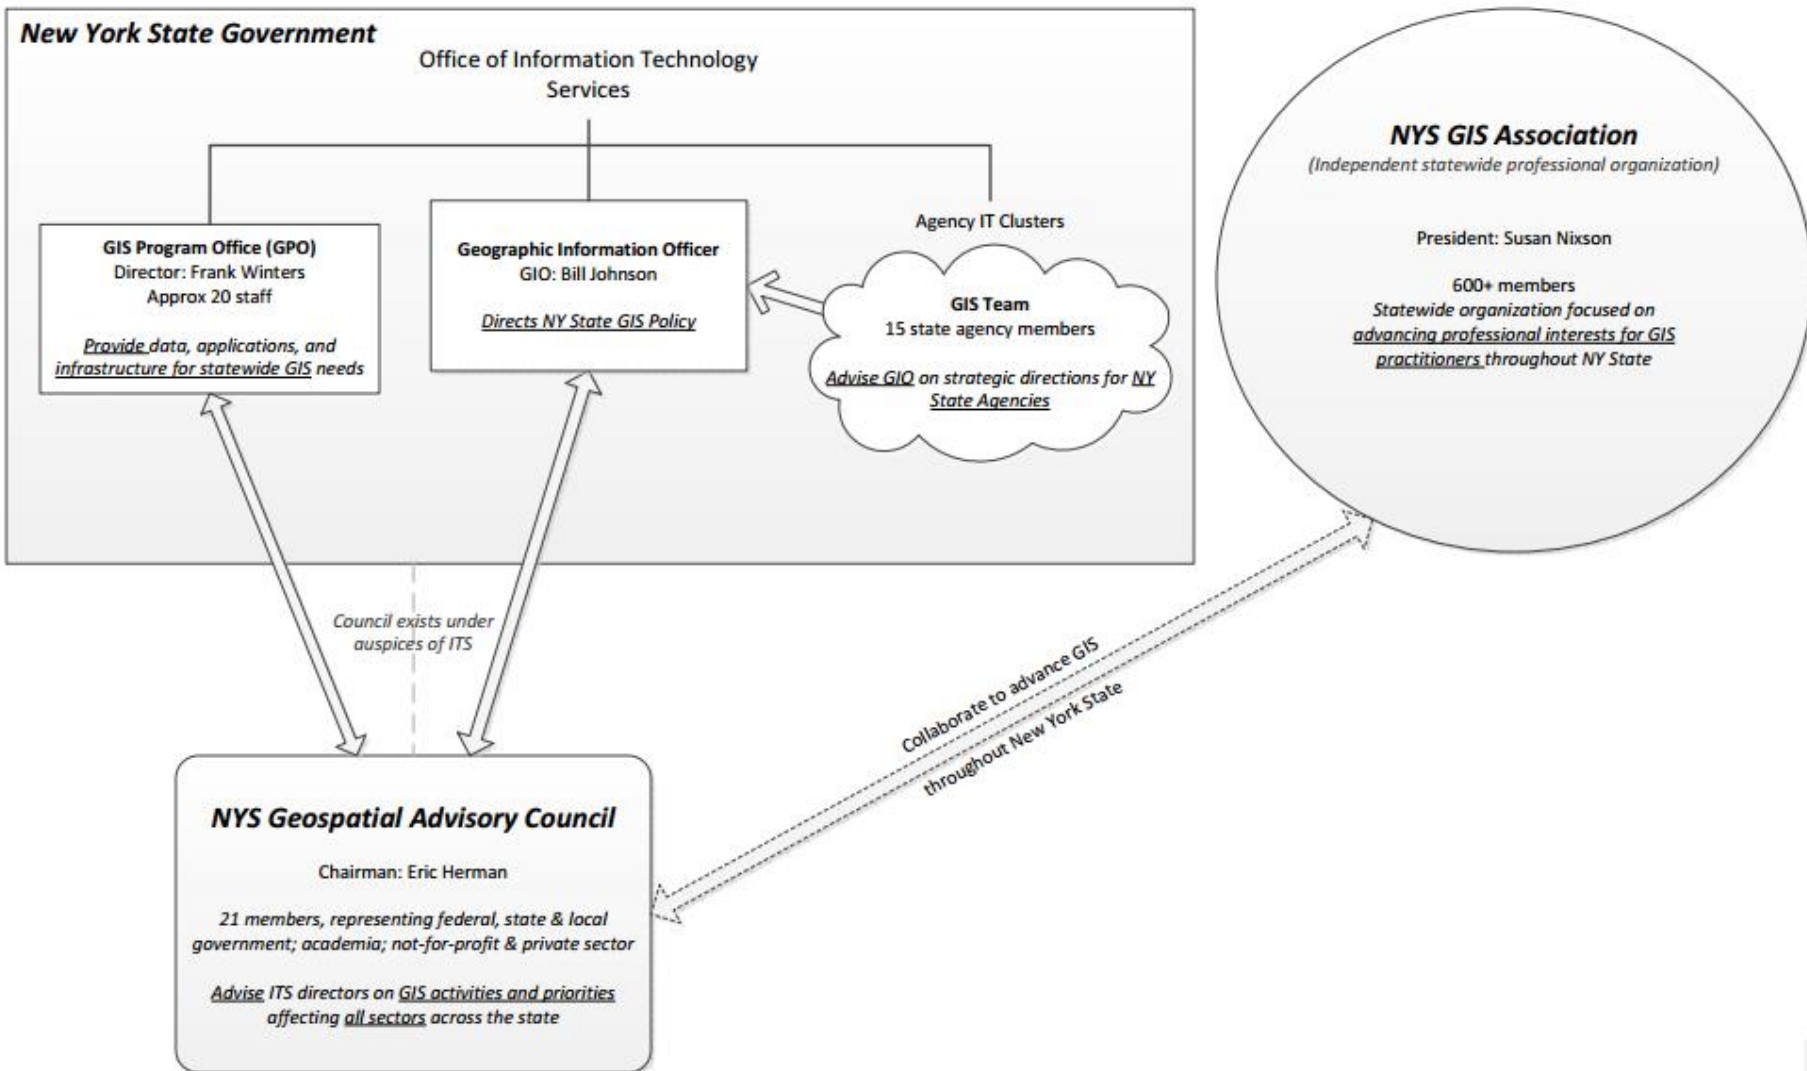 New York State Government
Office of Information Technology
Services
GIS Program Office (GPO)
Director: Frank Winters
Approx 20 staff
Provide data, applications, and
infrastructure for statewide GIS needs
Geographic Information Officer
GIO: Bill Johnson
Directs NY State GIS Policy
Agency IT Clusters
GIS Team
15 state agency members
Advise GIO on strategic directions for NY
State Agencies
NYS GIS Association
(Independent statewide professional organization)
President: Susan Nixson
600+ members
Statewide organization focused on
advancing professional interests for GIS
practitioners throughout NY State
Council exists under
auspices of ITS
Collaborate to advance GIS
throughout New York State
NYS Geospatial Advisory Council
Chairman: Eric Herman
21 members, representing federal, state & local
government; academia; not-for-profit & private sector
Advise ITS directors on GIS activities and priorities
affecting all sectors across the state